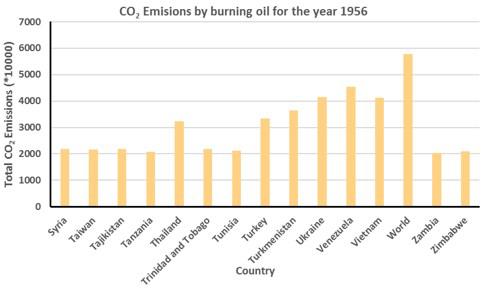 CO₂ Emisions by burning oil for the year 1956
Total CO₂ Emissions (*10000)
7000
6000
5000
4000
3000
2000
1000
0
Syria
Taiwan
Tajikistan
Tanzania
Thailand
Trinidad and Tobago
Tunisia
Turkey
Turkmenistan
Ukraine
Venezuela
Vietnam
World
Zambia
Zimbabwe
Country